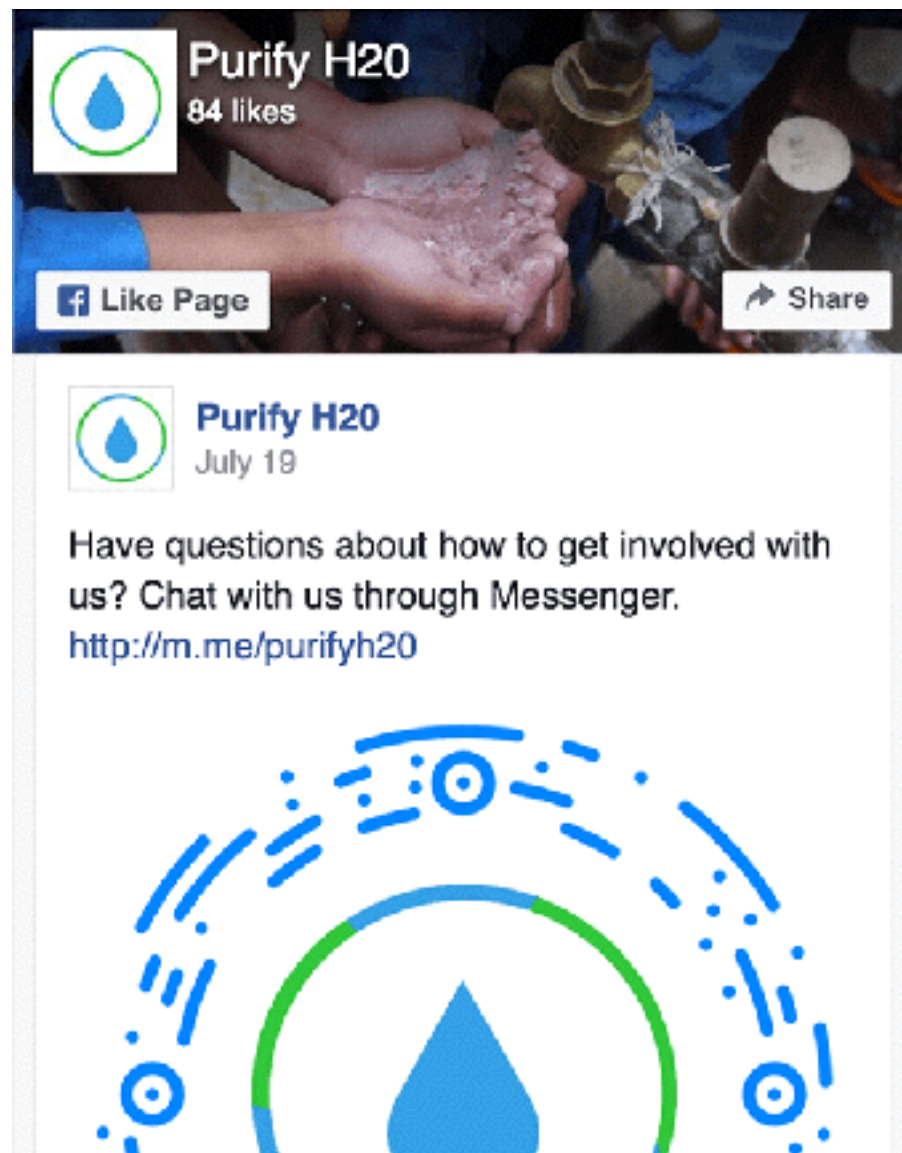 Purify H20
84 likes
Like Page
Share
Purify H20
July 19
Have questions about how to get involved with
us? Chat with us through Messenger.
http://m.me/purifyh20